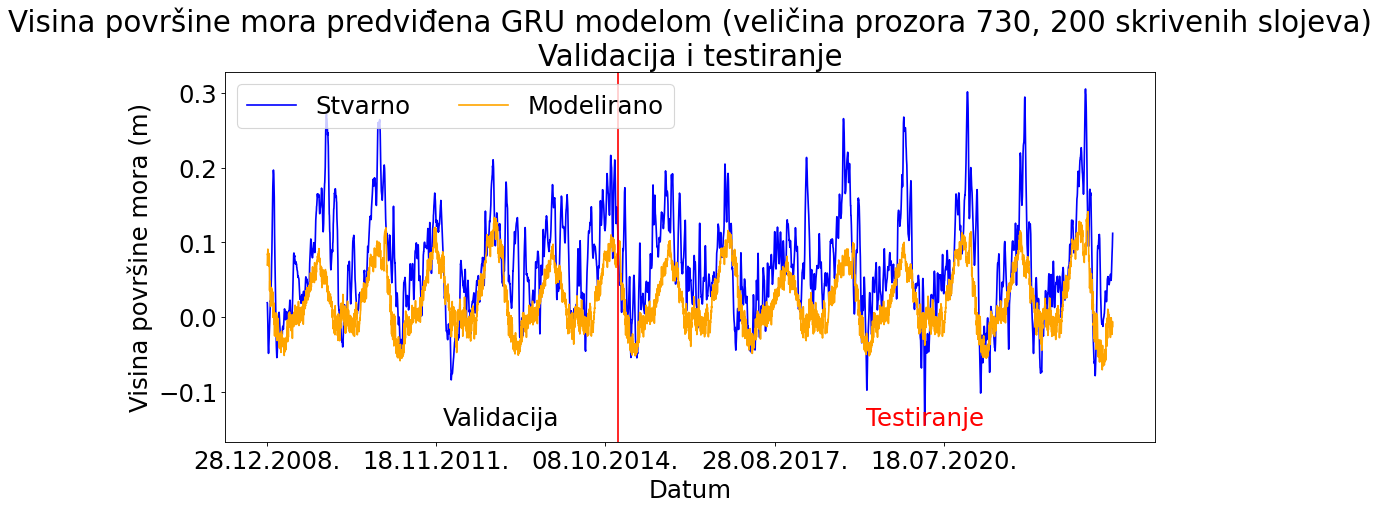 Visina površine mora predviđena GRU modelom (veličina prozora 730, 200 skrivenih slojeva)
Validacija i testiranje
Stvarno
Modelirano
Visina površine mora (m)
0.3
0.2
0.1
0.0
−0.1
Validacija
Testiranje
28.12.2008.
18.11.2011.
08.10.2014.
28.08.2017.
18.07.2020.
Datum